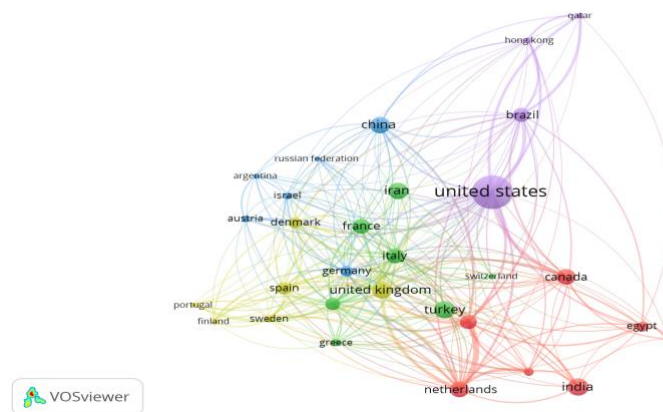 qatar
hong kong
brazil
china
russian federation
argentina
iran
united states
israel
austria
denmark
france
italy
germany
switzerland
canada
spain
united kingdom
portugal
turkey
finland
sweden
egypt
greece
netherlands
india
VOSviewer